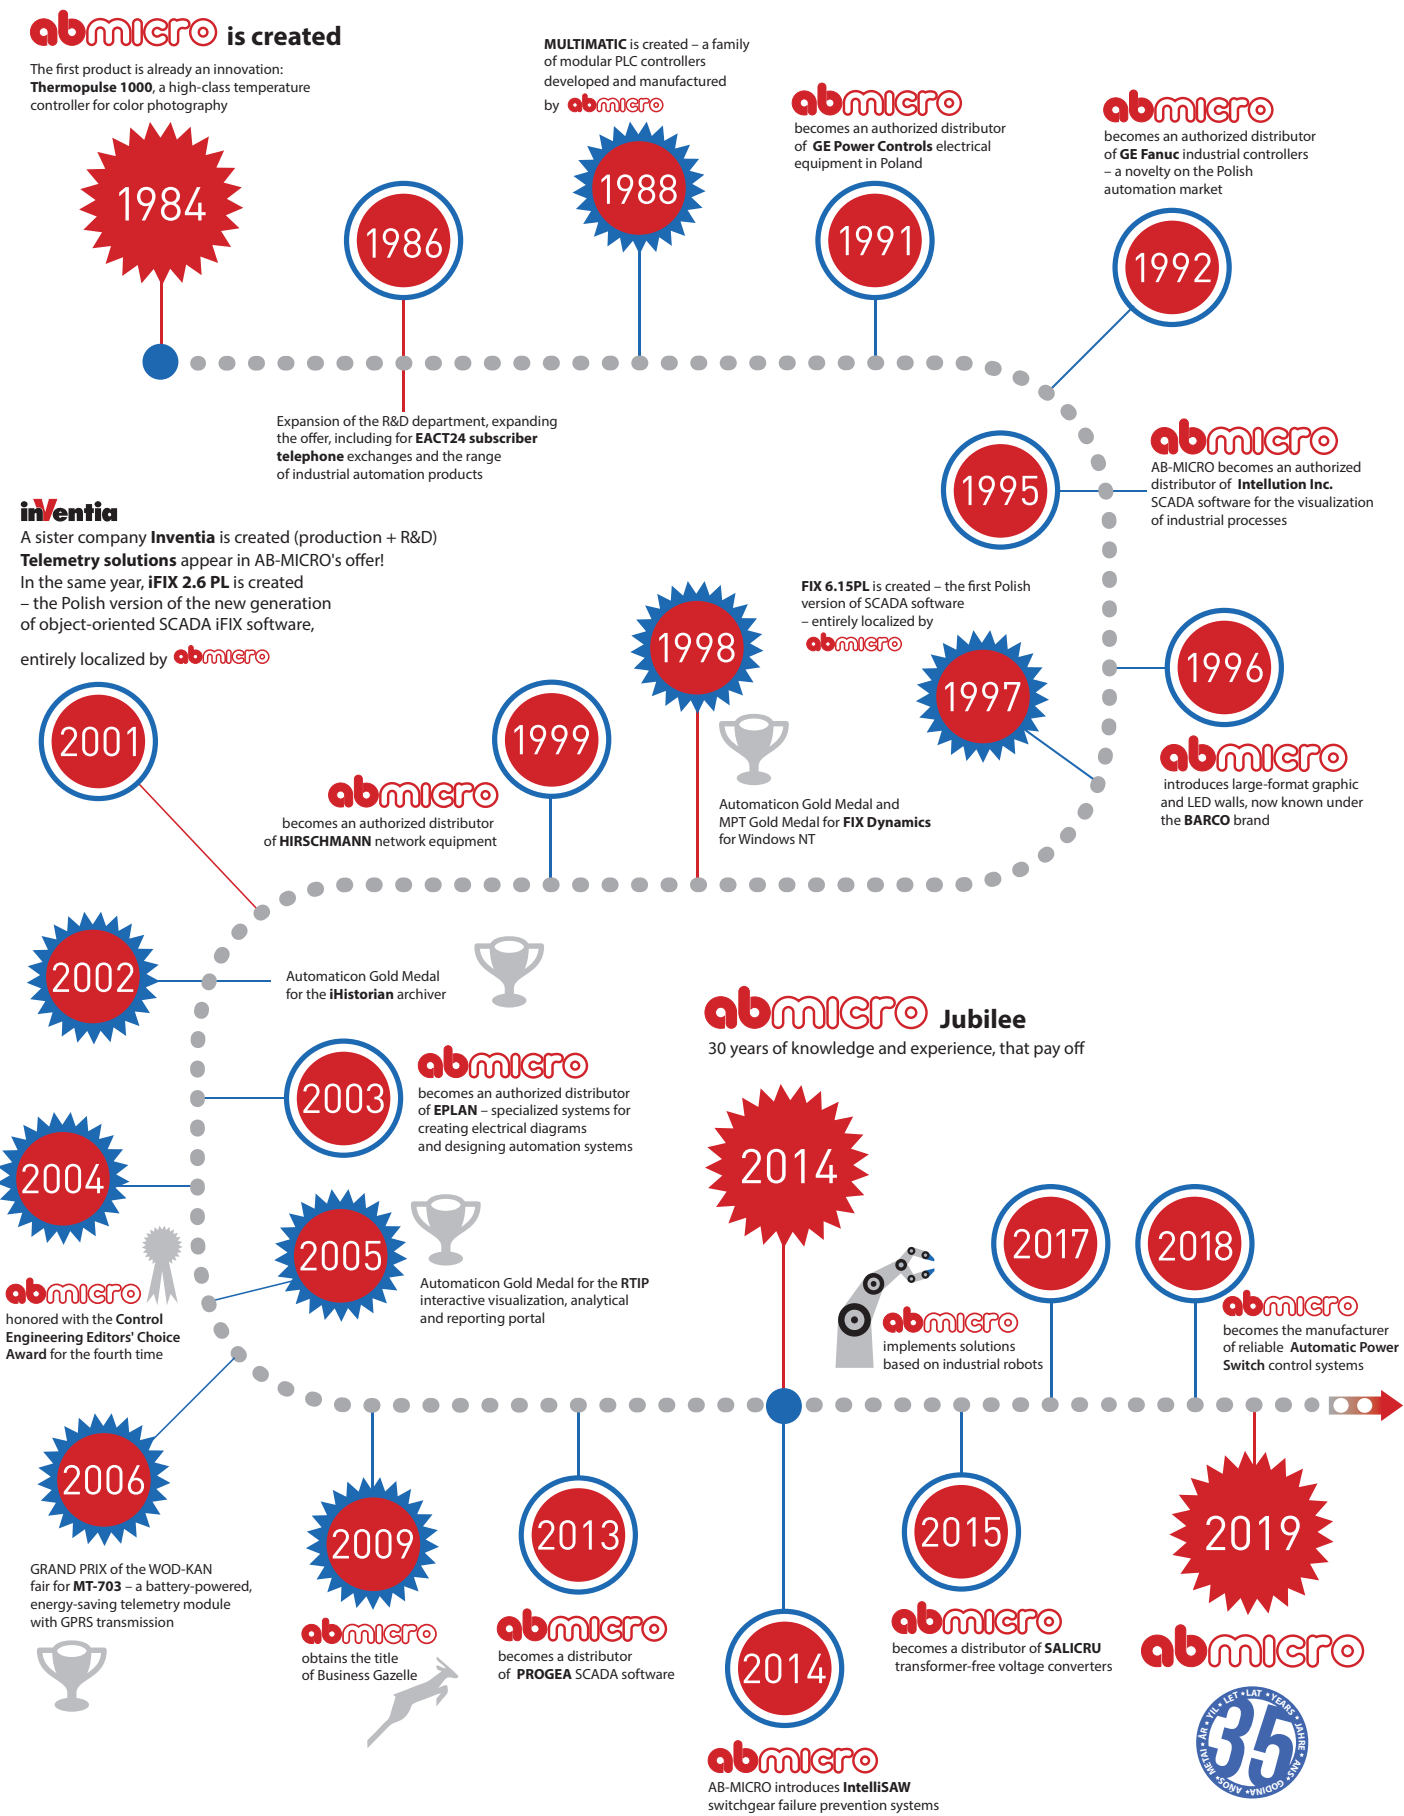 abmicro is created
The first product is already an innovation:
Thermopulse 1000, a high-class temperature
controller for color photography
1984
1986
Expansion of the R&D department, expanding
the offer, including for EACT24 subscriber
telephone exchanges and the range
of industrial automation products
MULTIMATIC is created – a family
of modular PLC controllers
developed and manufactured
by abmicro
1988
abmicro
becomes an authorized distributor
of GE Power Controls electrical
equipment in Poland
1991
abmicro
becomes an authorized distributor
of GE Fanuc industrial controllers
– a novelty on the Polish
automation market
1992
1995
abmicro
AB-MICRO becomes an authorized
distributor of Intellution Inc.
SCADA software for the visualization
of industrial processes
1996
abmicro
introduces large-format graphic
and LED walls, now known under
the BARCO brand
FIX 6.15PL is created – the first Polish
version of SCADA software
– entirely localized by
abmicro
1997
1998
Automaticon Gold Medal and
MPT Gold Medal for FIX Dynamics
for Windows NT
1999
abmicro
becomes an authorized distributor
of HIRSCHMANN network equipment
inVentia
A sister company Inventia is created (production + R&D)
Telemetry solutions appear in AB-MICRO's offer!
In the same year, iFIX 2.6 PL is created
– the Polish version of the new generation
of object-oriented SCADA iFIX software,
entirely localized by abmicro
2001
2002
Automaticon Gold Medal
for the iHistorian archiver
2003
abmicro
becomes an authorized distributor
of EPLAN – specialized systems for
creating electrical diagrams
and designing automation systems
2004
abmicro
honored with the Control
Engineering Editors' Choice
Award for the fourth time
2005
Automaticon Gold Medal for the RTIP
interactive visualization, analytical
and reporting portal
2006
GRAND PRIX of the WOD-KAN
fair for MT-703 – a battery-powered,
energy-saving telemetry module
with GPRS transmission
2009
abmicro
obtains the title
of Business Gazelle
2013
abmicro
becomes a distributor
of PROGEA SCADA software
abmicro Jubilee
30 years of knowledge and experience, that pay off
2014
2014
abmicro
AB-MICRO introduces IntelliSAW
switchgear failure prevention systems
2015
abmicro
becomes a distributor of SALICRU
transformer-free voltage converters
2017
abmicro
implements solutions
based on industrial robots
2018
abmicro
becomes the manufacturer
of reliable Automatic Power
Switch control systems
2019
abmicro
35
LAT • YEARS • JAHRE • ANS • GODINA • AÑOS • METAI • ÅR • YIL • LET